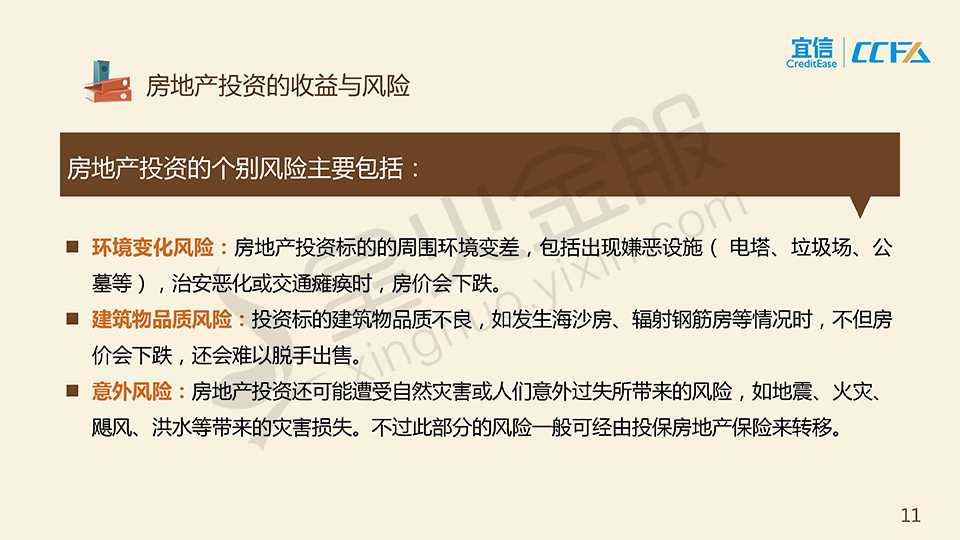 宜信
CreditEase
CCFA
房地产投资的收益与风险
房地产投资的个别风险主要包括：
环境变化风险：房地产投资标的的周围环境变差，包括出现嫌恶设施（ 电塔、垃圾场、公
墓等），治安恶化或交通瘫痪时，房价会下跌。
建筑物品质风险：投资标的建筑物品质不良，如发生海沙房、辐射钢筋房等情况时，不但房
价会下跌，还会难以脱手出售。
意外风险：房地产投资还可能遭受自然灾害或人们意外过失所带来的风险，如地震、火灾、
飓风、洪水等带来的灾害损失。不过此部分的风险一般可经由投保房地产保险来转移。
星火金服
xinghuo.yixin.com
11